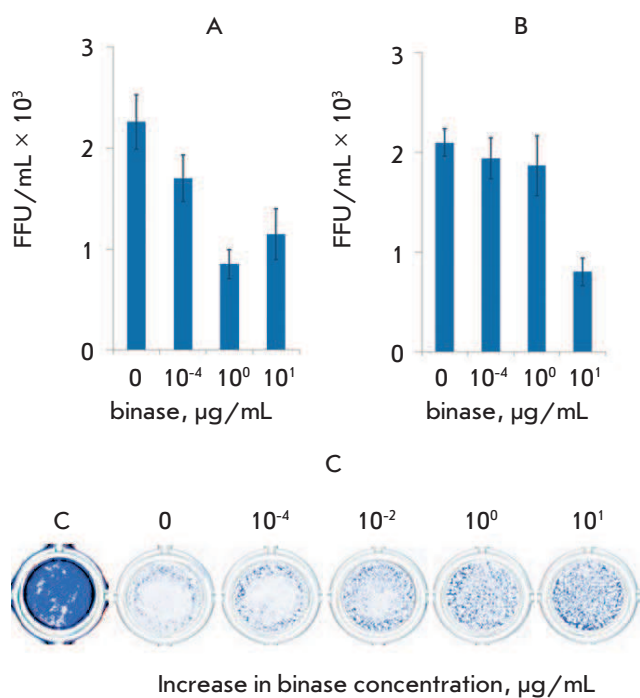 A
FFU/mL × 10³
3
2
1
0
0 10⁻⁴ 10⁰ 10¹
binase, µg/mL
B
FFU/mL × 10³
3
2
1
0
0 10⁻⁴ 10⁰ 10¹
binase, µg/mL
C
C 0 10⁻⁴ 10⁻² 10⁰ 10¹
Increase in binase concentration, µg/mL